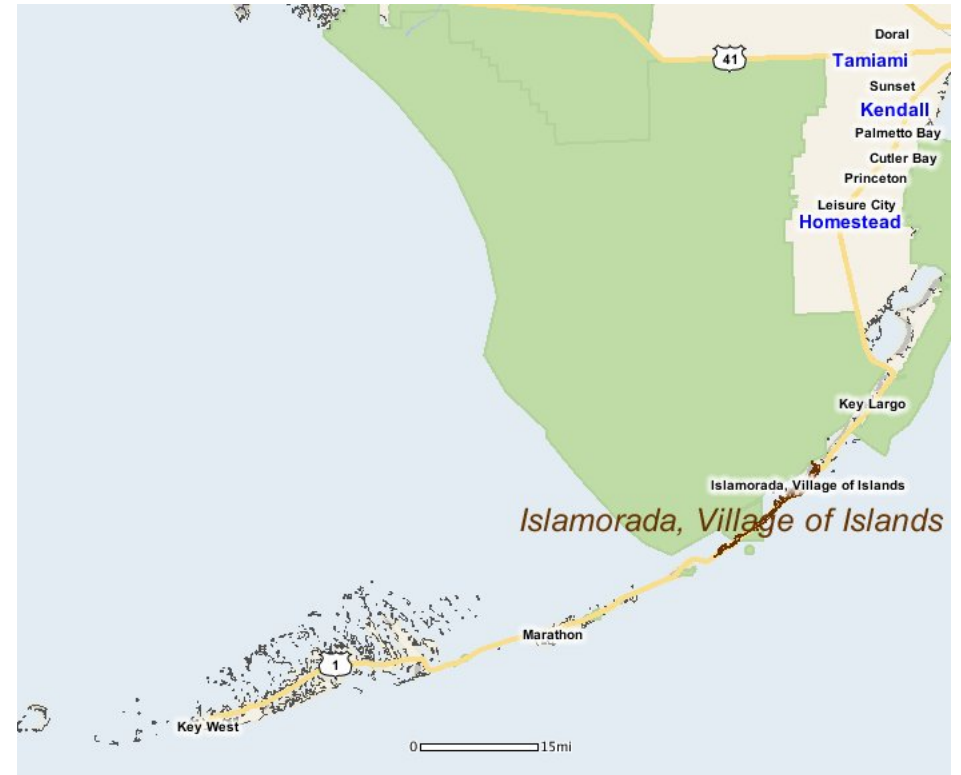 Doral
41
Tamiami
Sunset
Kendall
Palmetto Bay
Cutler Bay
Princeton
Leisure City
Homestead
Key Largo
Islamorada, Village of Islands
Islamorada, Village of Islands
Marathon
1
Key West
0 15mi